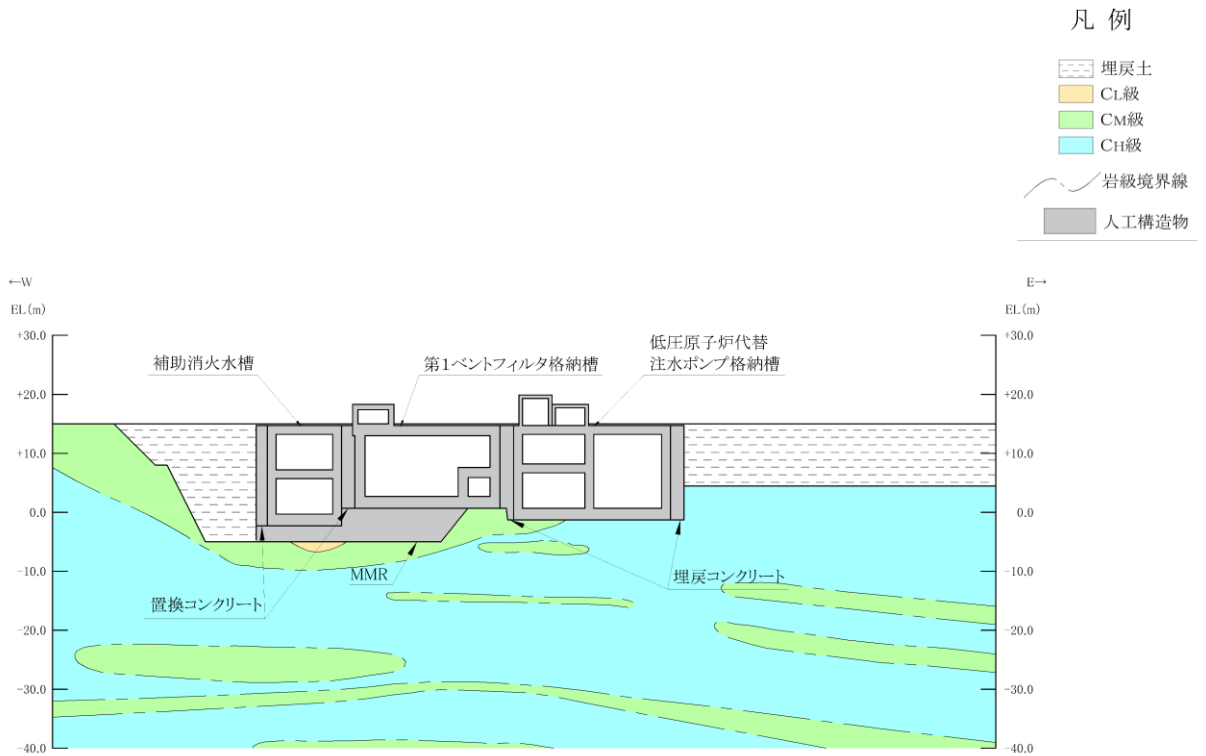 凡 例
埋戻土
CL級
CM級
CH級
岩級境界線
人工構造物
←W
E→
EL(m)
EL(m)
+30.0
+30.0
低圧原子炉代替
補助消火水槽
第1ベントフィルタ格納槽
注水ポンプ格納槽
+20.0
+20.0
+10.0
+10.0
0.0
0.0
-10.0
-10.0
MMR
埋戻コンクリート
置換コンクリート
-20.0
-20.0
-30.0
-30.0
-40.0
-40.0